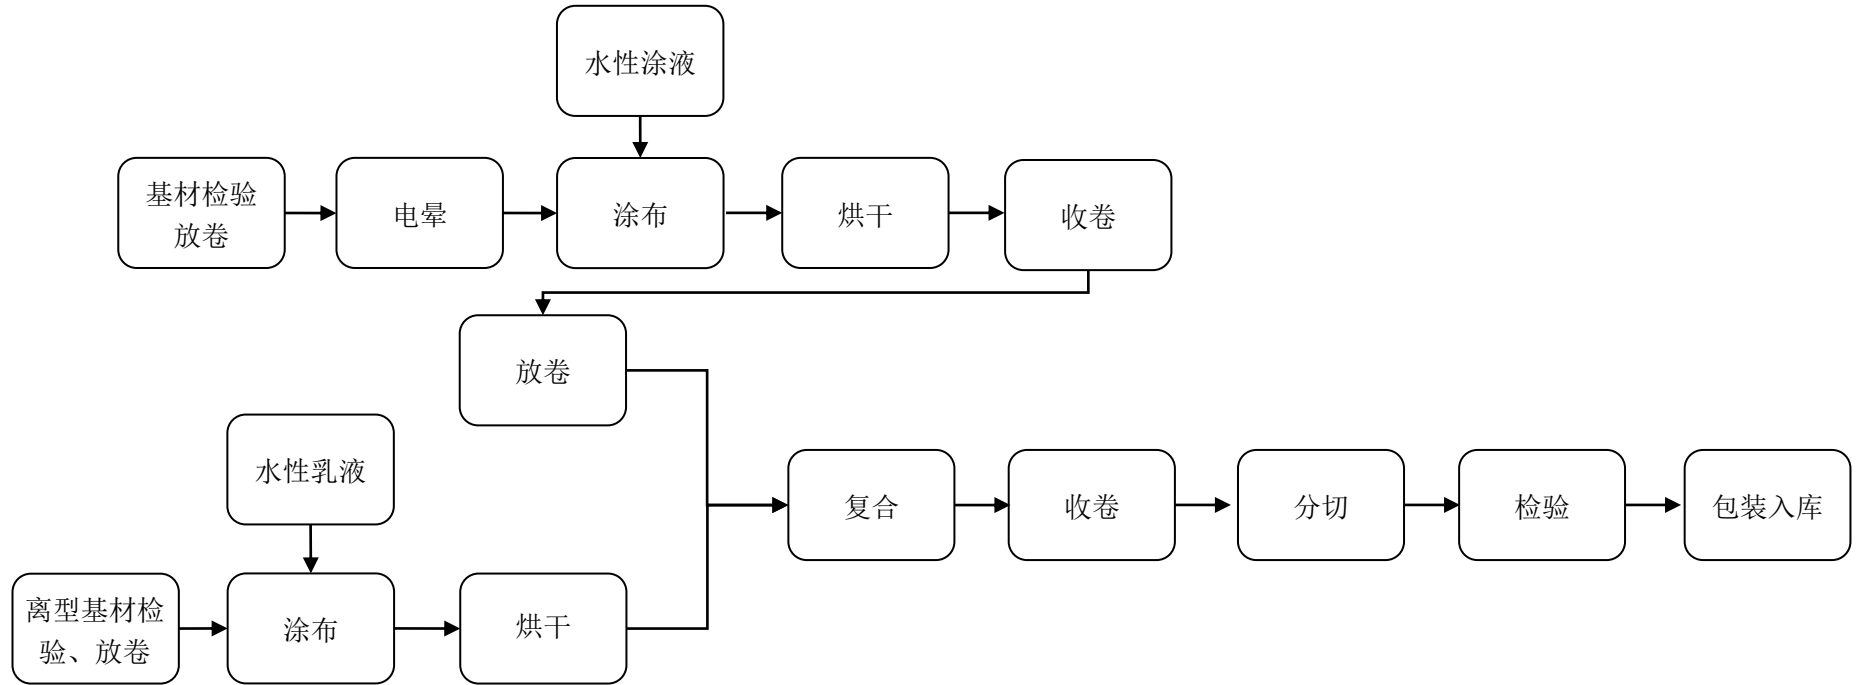 水性涂液
基材检验
放卷
电晕
涂布
烘干
收卷
放卷
水性乳液
复合
收卷
分切
检验
包装入库
离型基材检
验、放卷
涂布
烘干